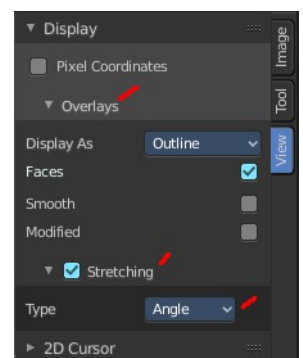 Display
Image
Pixel Coordinates
Overlays
Tool
Display As
Outline
View
Faces
Smooth
Modified
Stretching
Type
Angle
2D Cursor